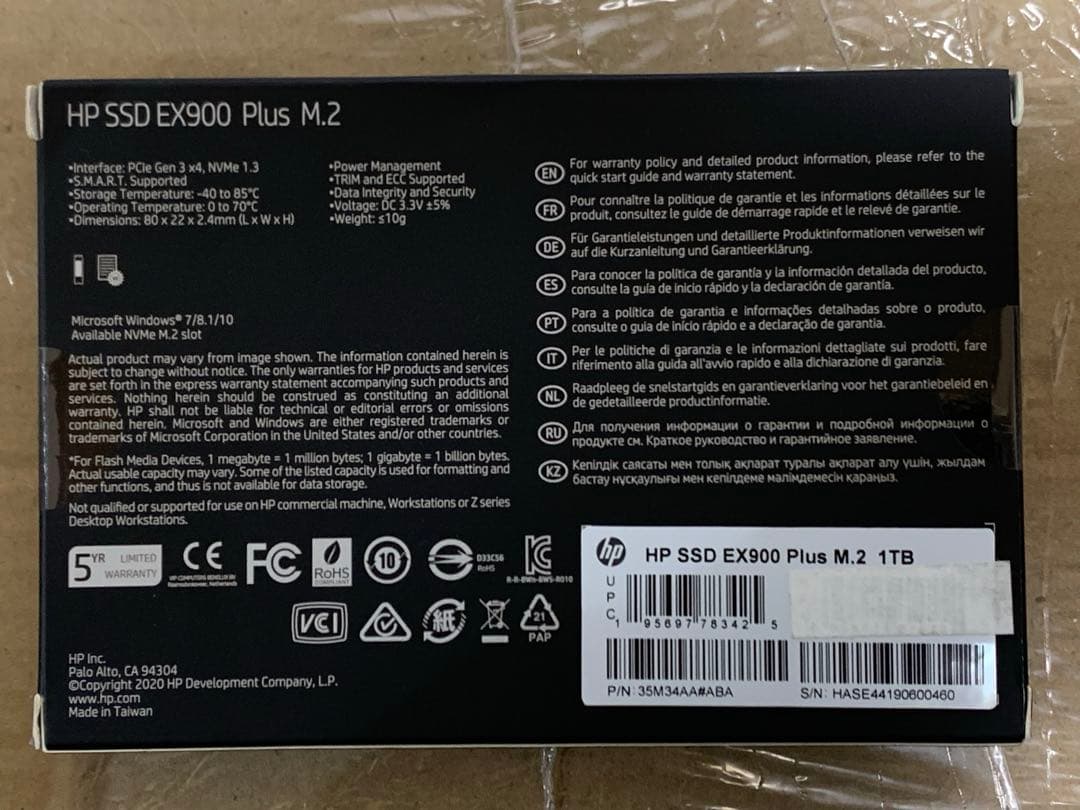 HP SSD EX900 Plus M.2
•Interface: PCIe Gen 3 x4, NVMe 1.3
•S.M.A.R.T. Supported
•Storage Temperature: -40 to 85°C
•Operating Temperature: 0 to 70°C
•Dimensions: 80 x 22 x 2.4mm (L x W x H)
•Power Management
•TRIM and ECC Supported
•Data Integrity and Security
•Voltage: DC 3.3V ±5%
•Weight: ≤10g
Microsoft Windows® 7/8.1/10
Available NVMe M.2 slot
Actual product may vary from image shown. The information contained herein is
subject to change without notice. The only warranties for HP products and services
are set forth in the express warranty statement accompanying such products and
services. Nothing herein should be construed as constituting an additional
warranty. HP shall not be liable for technical or editorial errors or omissions
contained herein. Microsoft and Windows are either registered trademarks or
trademarks of Microsoft Corporation in the United States and/or other countries.
*For Flash Media Devices, 1 megabyte = 1 million bytes; 1 gigabyte = 1 billion bytes.
Actual usable capacity may vary. Some of the listed capacity is used for formatting and
other functions, and thus is not available for data storage.
Not qualified or supported for use on HP commercial machine, Workstations or Z series
Desktop Workstations.
EN For warranty policy and detailed product information, please refer to the
quick start guide and warranty statement.
FR Pour connaître la politique de garantie et les informations détaillées sur le
produit, consultez le guide de démarrage rapide et le relevé de garantie.
DE Für Garantieleistungen und detaillierte Produktinformationen verweisen wir
auf die Kurzanleitung und Garantieerklärung.
ES Para conocer la política de garantía y la información detallada del producto,
consulte la guía de inicio rápido y la declaración de garantía.
PT Para a política de garantia e informações detalhadas sobre o produto,
consulte o guia de início rápido e a declaração de garantia.
IT Per le politiche di garanzia e le informazioni dettagliate sui prodotti, fare
riferimento alla guida all'avvio rapido e alla dichiarazione di garanzia.
NL Raadpleeg de snelstartgids en garantieverklaring voor het garantiebeleid en
de gedetailleerde productinformatie.
RU Для получения информации о гарантии и подробной информации о
продукте см. Краткое руководство и гарантийное заявление.
KZ Кепілдік саясаты мен толық ақпарат туралы ақпарат алу үшін, жылдам
бастау нұсқаулығы мен кепілдеме мәлімдемесін қараңыз.
5 YR LIMITED
WARRANTY
CE
FC
RoHS
COMPLIANT
10
D33C56
RoHS
KC
VCI
紙
21
PAP
HP Inc.
Palo Alto, CA 94304
©Copyright 2020 HP Development Company, L.P.
www.hp.com
Made in Taiwan
hp HP SSD EX900 Plus M.2 1TB
UPC
1 95697 78342 5
P/N: 35M34AA#ABA
S/N: HASE44190600460